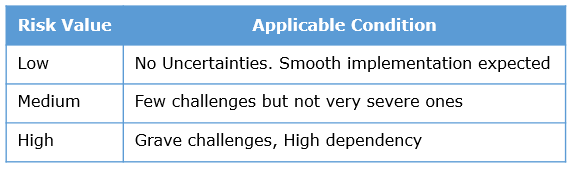 Risk Value Applicable Condition
Low No Uncertainties. Smooth implementation expected
Medium Few challenges but not very severe ones
High Grave challenges, High dependency